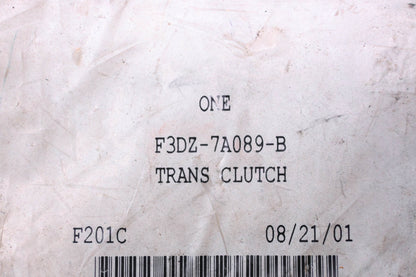 ONE
F3DZ-7A089-B
TRANS CLUTCH
F201C 08/21/01